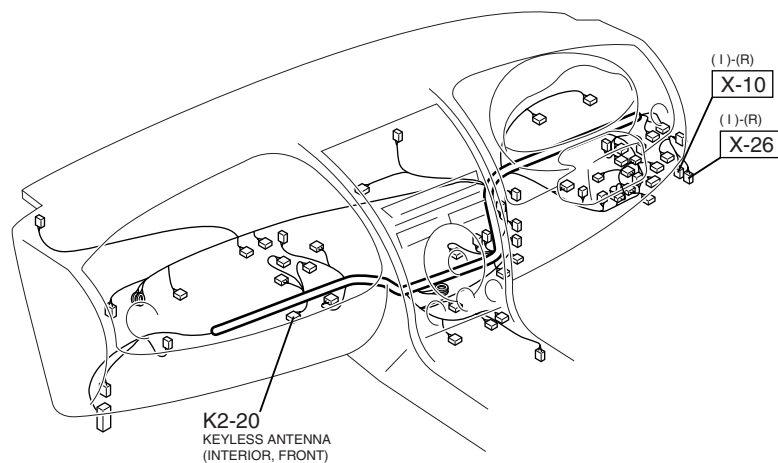 ( I )-(R)
X-10
( I )-(R)
X-26
K2-20
KEYLESS ANTENNA
(INTERIOR, FRONT)